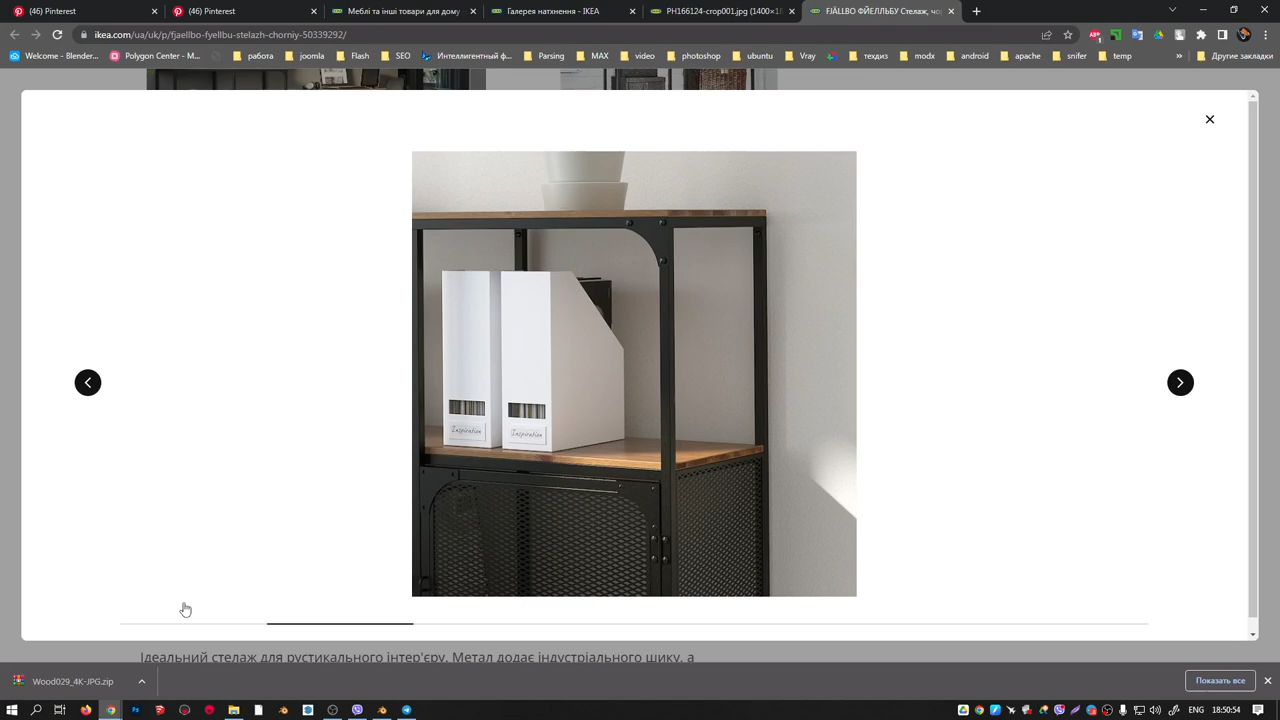 (46) Pinterest
(46) Pinterest
Меблі та інші товари для дому
Галерея натхнення - IKEA
PH166124-crop001.jpg (1400×1
FJÄLLBO ФЙЕЛЛЬБУ Стелаж, чо
ikea.com/ua/uk/p/fjaellbo-fyellbu-stelazh-chorniy-50339292/
Welcome – Blender...
Polygon Center - M...
Интеллигентный ф...
работа
joomla
Flash
SEO
Parsing
MAX
video
photoshop
ubuntu
Vray
техдиз
modx
android
apache
snifer
temp
»
Другие закладки
Inspiration
Inspiration
Ідеальний стелаж для рустикального інтер'єру. Метал додає індустріального шику, а
Wood029_4K-JPG.zip
Показать все
ENG
18:50:54